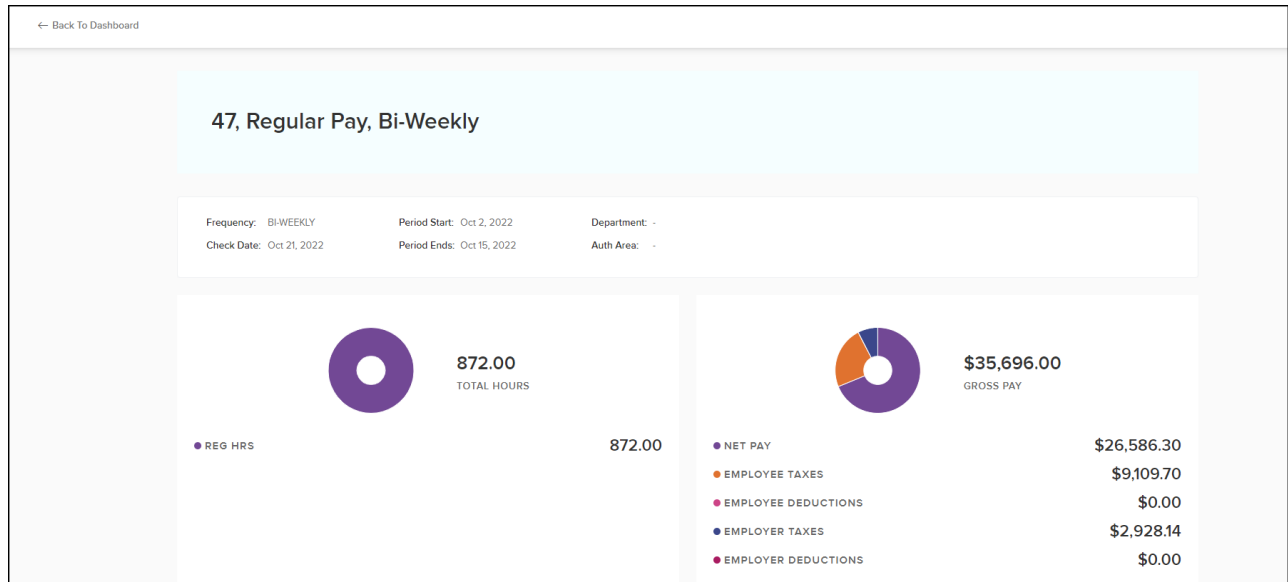 ← Back To Dashboard
47, Regular Pay, Bi-Weekly
Frequency: BI-WEEKLY Period Start: Oct 2, 2022 Department: -
Check Date: Oct 21, 2022 Period Ends: Oct 15, 2022 Auth Area: -
872.00
TOTAL HOURS
REG HRS 872.00
$35,696.00
GROSS PAY
NET PAY $26,586.30
EMPLOYEE TAXES $9,109.70
EMPLOYEE DEDUCTIONS $0.00
EMPLOYER TAXES $2,928.14
EMPLOYER DEDUCTIONS $0.00